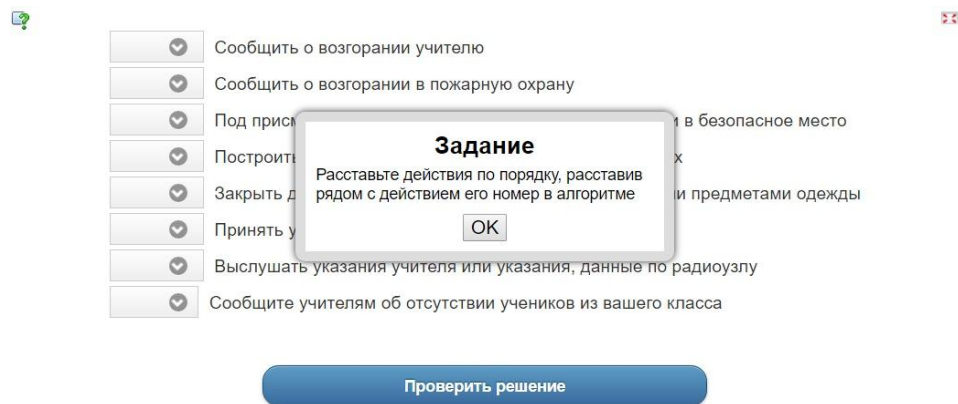 Сообщить о возгорании учителю
Сообщить о возгорании в пожарную охрану
Под в безопасное место
Построить
Закрыть предметами одежды
Принять
Выслушать указания учителя или указания, данные по радиоузлу
Сообщите учителям об отсутствии учеников из вашего класса
Задание
Расставьте действия по порядку, расставив
рядом с действием его номер в алгоритме
OK
Проверить решение